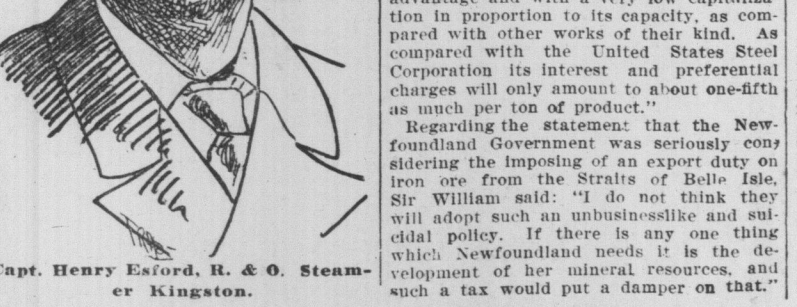 Capt. Henry Esford, R. & O. Steam-
er Kingston.
tion in proportion to its capacity, as com-
pared with other works of their kind. As
compared with the United States Steel
Corporation its interest and preferential
charges will only amount to about one-fifth
as much per ton of product."
Regarding the statement that the New-
foundland Government was seriously con-
sidering the imposing of an export duty on
iron ore from the Straits of Belle Isle,
Sir William said: "I do not think they
will adopt such an unbusinesslike and sui-
cidal policy. If there is any one thing
which Newfoundland needs it is the de-
velopment of her mineral resources, and
such a tax would put a damper on that."